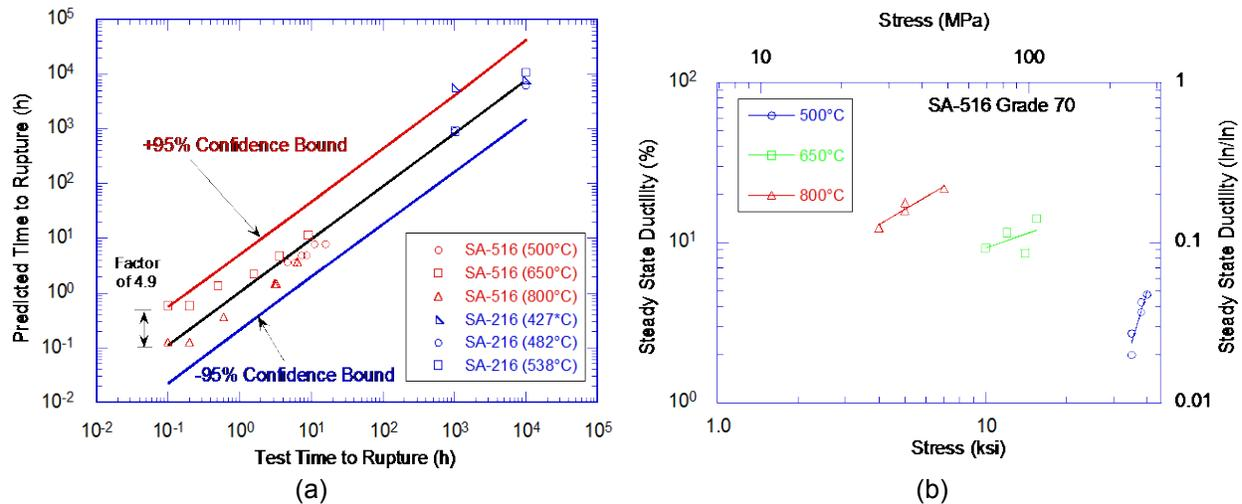 10^5
10^4
10^3
10^2
10^1
10^0
10^-1
10^-2
Predicted Time to Rupture (h)
+95% Confidence Bound
Factor
of 4.9
-95% Confidence Bound
SA-516 (500°C)
SA-516 (650°C)
SA-516 (800°C)
SA-216 (427*C)
SA-216 (482°C)
SA-216 (538°C)
10^-2 10^-1 10^0 10^1 10^2 10^3 10^4 10^5
Test Time to Rupture (h)
(a)
Stress (MPa)
10 100
10^2
10^1
10^0
Steady State Ductility (%)
SA-516 Grade 70
500°C
650°C
800°C
1
0.1
0.01
Steady State Ductility (In/In)
1.0 10
Stress (ksi)
(b)